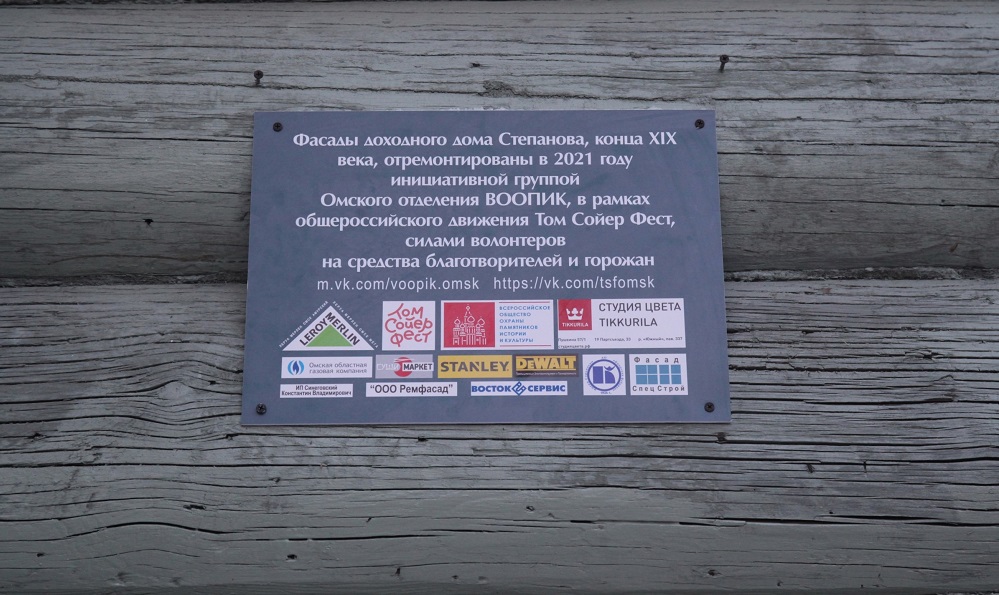 Фасады доходного дома Степанова, конца XIX
века, отремонтированы в 2021 году
инициативной группой
Омского отделения ВООПИК, в рамках
общероссийского движения Том Сойер Фест,
силами волонтеров
на средства благотворителей и горожан
m.vk.com/voopik.omsk https://vk.com/tsfomsk
LEROY MERLIN
Том
Сойер
фест
ВСЕРОССИЙСКОЕ
ОБЩЕСТВО
ОХРАНЫ
ПАМЯТНИКОВ
ИСТОРИИ
И КУЛЬТУРЫ
TIKKURILA
СТУДИЯ ЦВЕТА
TIKKURILA
Омская областная
газовая компания
МАРКЕТ
STANLEY
DEWALT
Фасад
СпецСтрой
ИП Синеговский
Константин Владимирович
"ООО Ремфасад"
ВОСТОК СЕРВИС